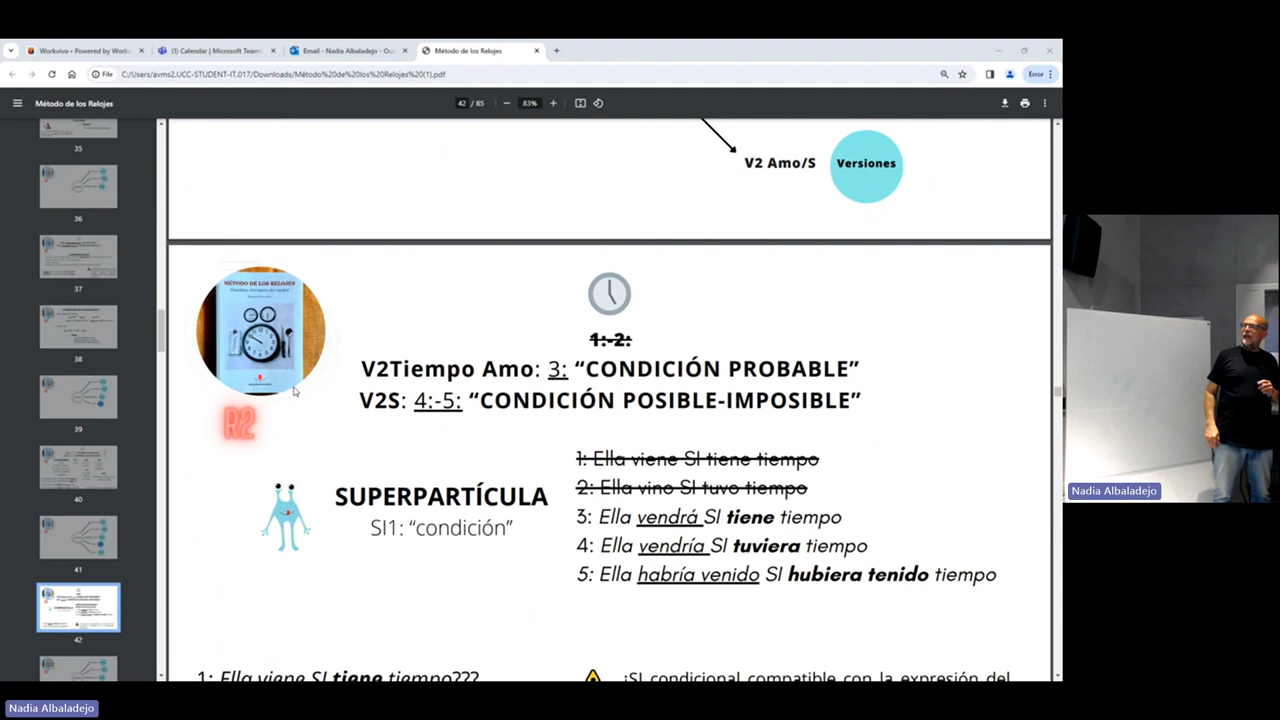 Workvivo • Powered by Work
(1) Calendar | Microsoft Teams
Email - Nadia Albaladejo - Out
Método de los Relojes
File
C:/Users/avms2.UCC-STUDENT-IT.017/Downloads/Método%20de%20los%20Relojes%20(1).pdf
Error
Método de los Relojes
42 / 85
83%
35
36
37
38
39
40
41
42
V2 Amo/S
Versiones
MÉTODO DE LOS RELOJES
1:-2:
V2Tiempo Amo: 3: “CONDICIÓN PROBABLE”
V2S: 4:-5: “CONDICIÓN POSIBLE-IMPOSIBLE”
R2
SUPERPARTÍCULA
SI1: “condición”
1: Ella viene SI tiene tiempo
2: Ella vino SI tuvo tiempo
3: Ella vendrá SI tiene tiempo
4: Ella vendría SI tuviera tiempo
5: Ella habría venido SI hubiera tenido tiempo
1: Ella viene SI tiene tiempo???
¡SI condicional compatible con la expresión del
Nadia Albaladejo
Nadia Albaladejo